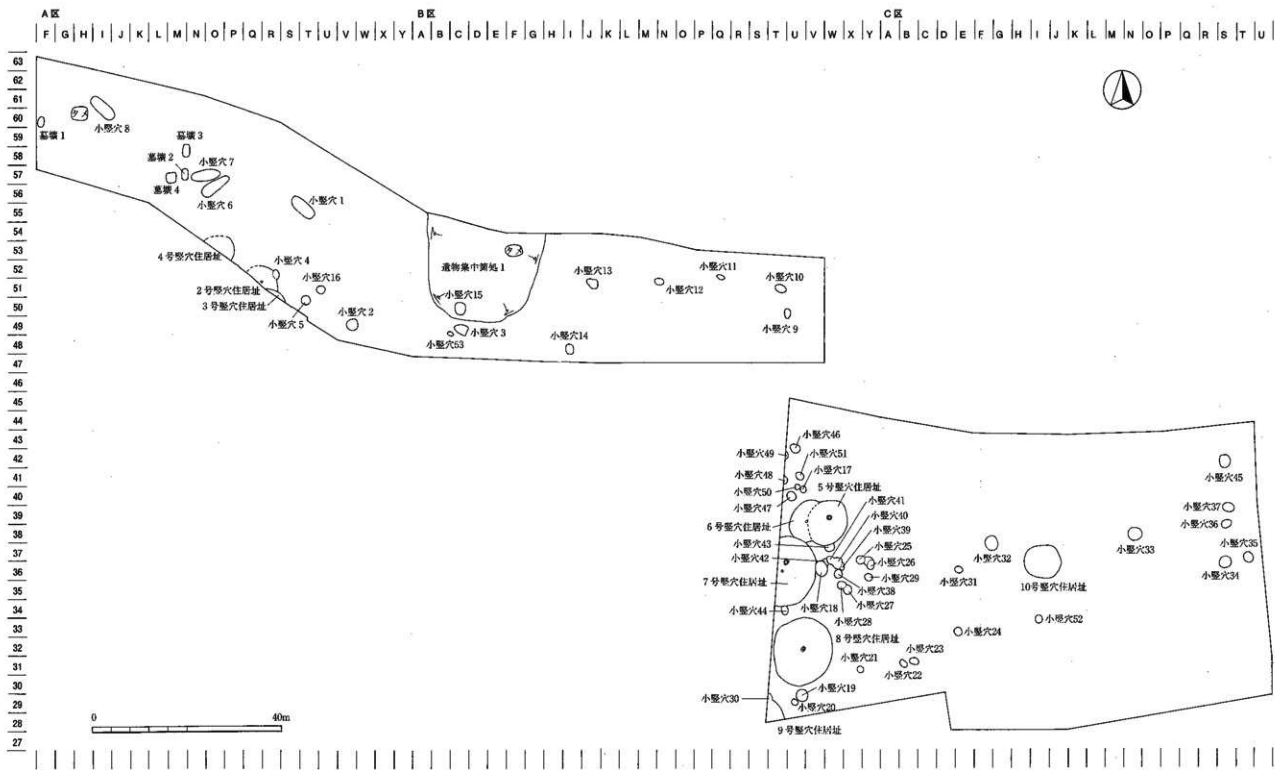 A区 B区 C区
F G H I J K L M N O P Q R S T U V W X Y A B C D E F G H I J K L M N O P Q R S T U V W X Y A B C D E F G H I J K L M N O P Q R S T U
63
62
61
60
59
58
57
56
55
54
53
52
51
50
49
48
47
46
45
44
43
42
41
40
39
38
37
36
35
34
33
32
31
30
29
28
27
墓壙1
タメ
小竪穴8
墓壙3
墓壙2
小竪穴7
墓壙4
小竪穴6
小竪穴1
4号竪穴住居址
小竪穴4
小竪穴16
2号竪穴住居址
3号竪穴住居址
小竪穴5
小竪穴2
タメ
遺物集中箇処1
小竪穴15
小竪穴3
小竪穴53
小竪穴13
小竪穴14
小竪穴12
小竪穴11
小竪穴10
小竪穴9
小竪穴46
小竪穴49
小竪穴51
小竪穴48
小竪穴17
小竪穴50
5号竪穴住居址
小竪穴47
小竪穴41
小竪穴40
6号竪穴住居址
小竪穴39
小竪穴43
小竪穴25
小竪穴42
小竪穴26
7号竪穴住居址
小竪穴29
小竪穴38
小竪穴18
小竪穴27
小竪穴44
小竪穴28
8号竪穴住居址
小竪穴21
小竪穴23
小竪穴22
小竪穴24
小竪穴19
小竪穴30
小竪穴20
9号竪穴住居址
小竪穴31
小竪穴32
10号竪穴住居址
小竪穴52
小竪穴33
小竪穴45
小竪穴37
小竪穴36
小竪穴35
小竪穴34
0 40m